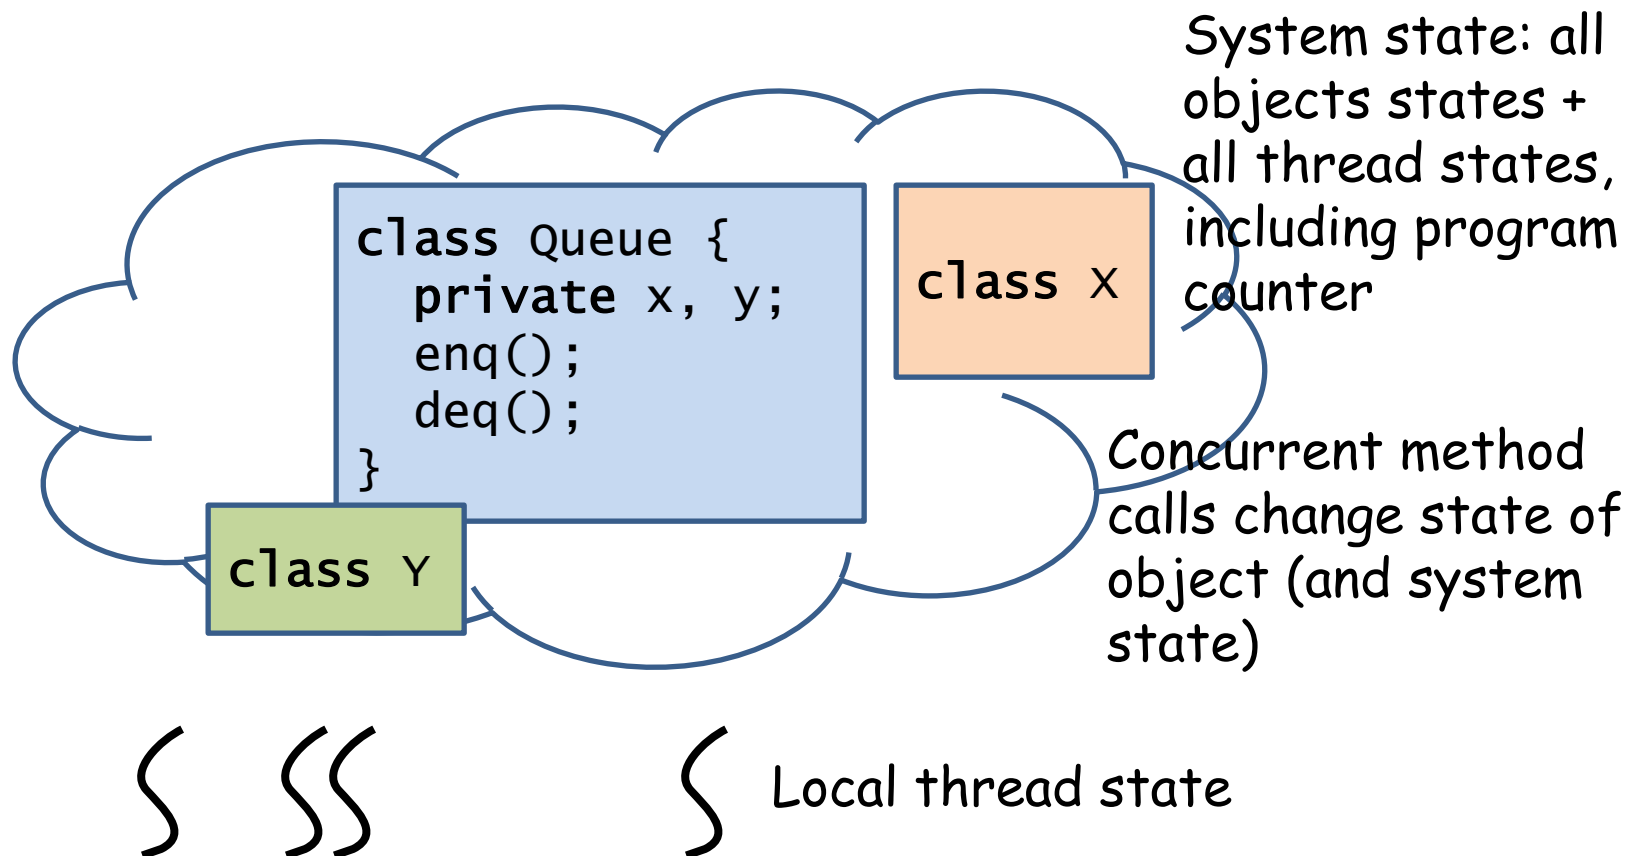 System state: all
objects states +
all thread states,
including program
counter
class Queue {
  private x, y;
  enq();
  deq();
}
class X
class Y
Concurrent method
calls change state of
object (and system
state)
Local thread state